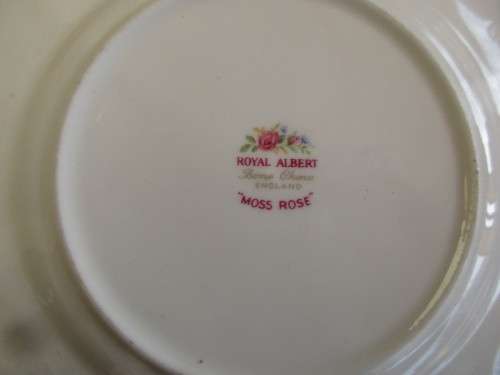 ROYAL ALBERT
Bone China
ENGLAND
"MOSS ROSE"